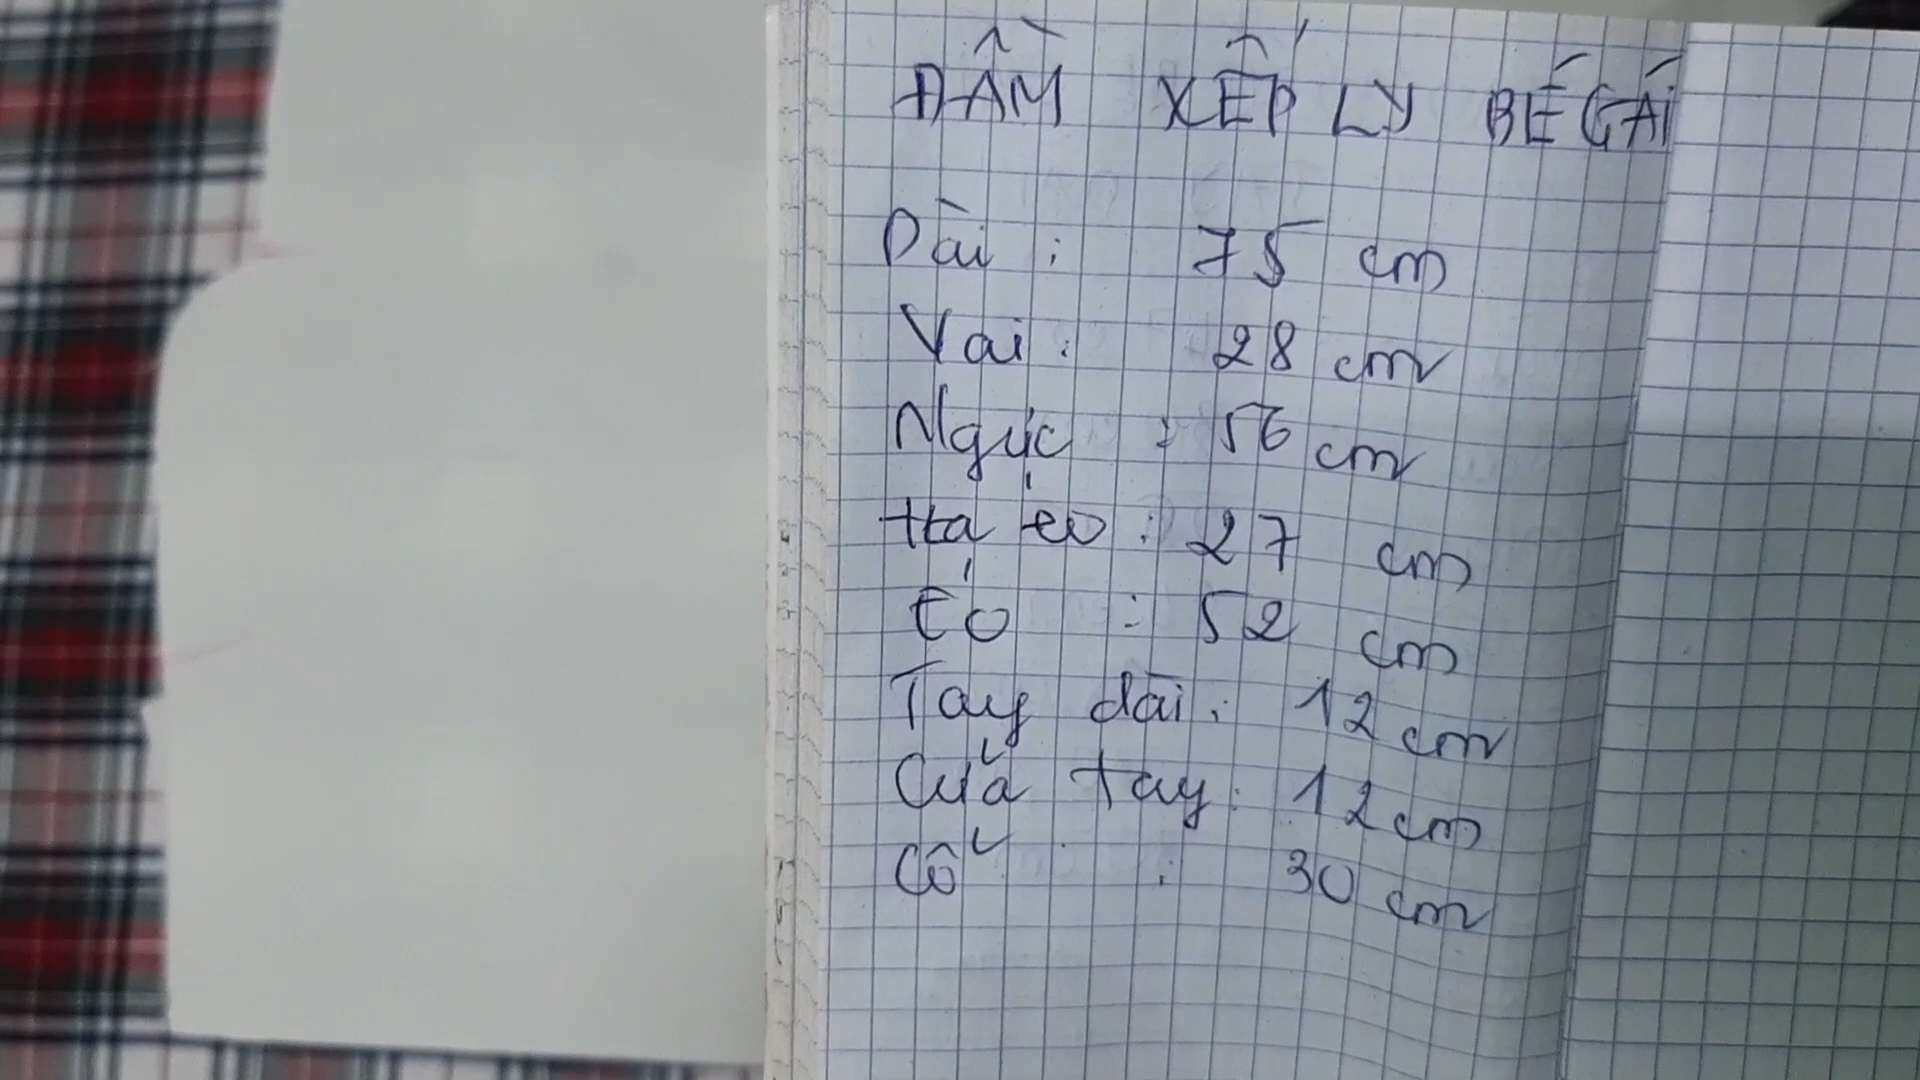 ĐẦM XẾP LY BÉ GÁI
Dài : 75 cm
Vai : 28 cm
Ngực : 56 cm
Hạ eo : 27 cm
Eo : 52 cm
Tay dài : 12 cm
Cửa tay : 12 cm
Cổ : 30 cm